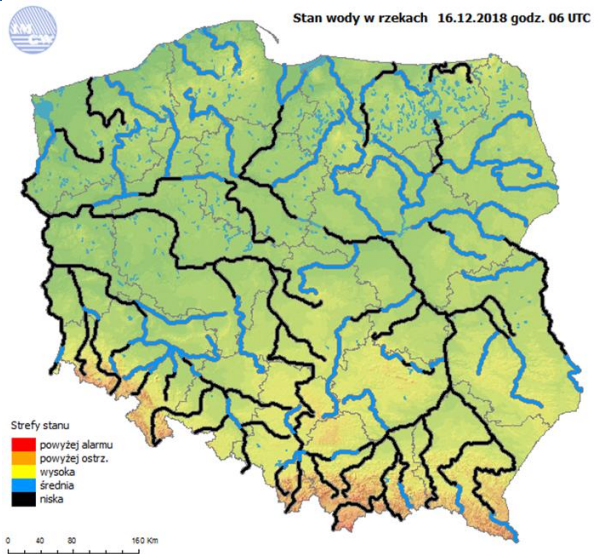 Stan wody w rzekach 16.12.2018 godz. 06 UTC
Strefy stanu
powyżej alarmu
powyżej ostrz.
wysoka
średnia
niska
0 40 80 160 Km